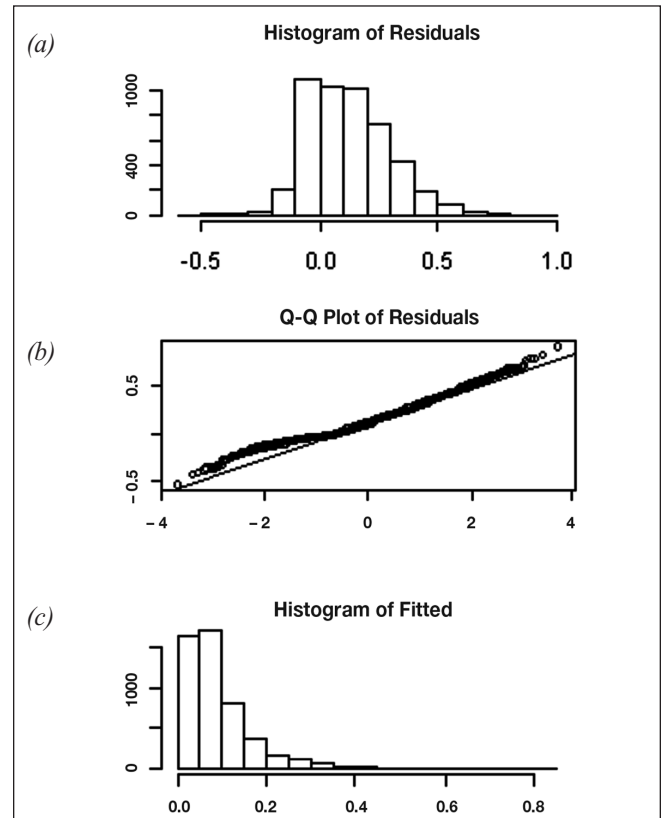 (a)
Histogram of Residuals
1000
400
0
-0.5 0.0 0.5 1.0
(b)
Q-Q Plot of Residuals
0.5
- 0.5
- 4 - 2 0 2 4
(c)
Histogram of Fitted
1000
0
0.0 0.2 0.4 0.6 0.8